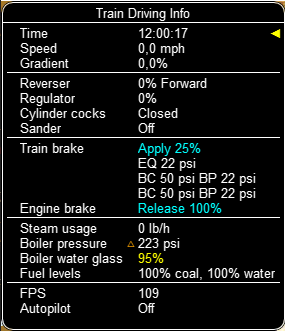 Train Driving Info
Time 12:00:17 ◀
Speed 0,0 mph
Gradient 0,0%
Reverser 0% Forward
Regulator 0%
Cylinder cocks Closed
Sander Off
Train brake Apply 25%
EQ 22 psi
BC 50 psi BP 22 psi
BC 50 psi BP 22 psi
Engine brake Release 100%
Steam usage 0 lb/h
Boiler pressure △ 223 psi
Boiler water glass 95%
Fuel levels 100% coal, 100% water
FPS 109
Autopilot Off